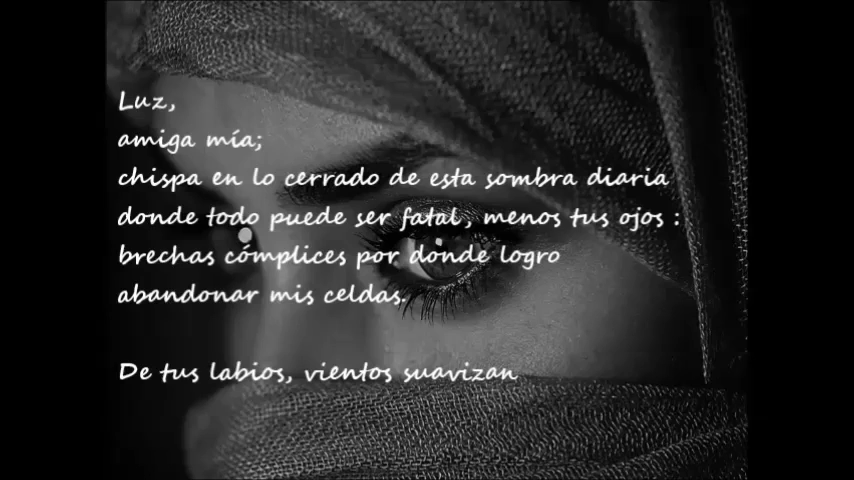 Luz,
amiga mía;
chispa en lo cerrado de esta sombra diaria
donde todo puede ser fatal, menos tus ojos :
brechas cómplices por donde logro
abandonar mis celdas.
De tus labios, vientos suavizan